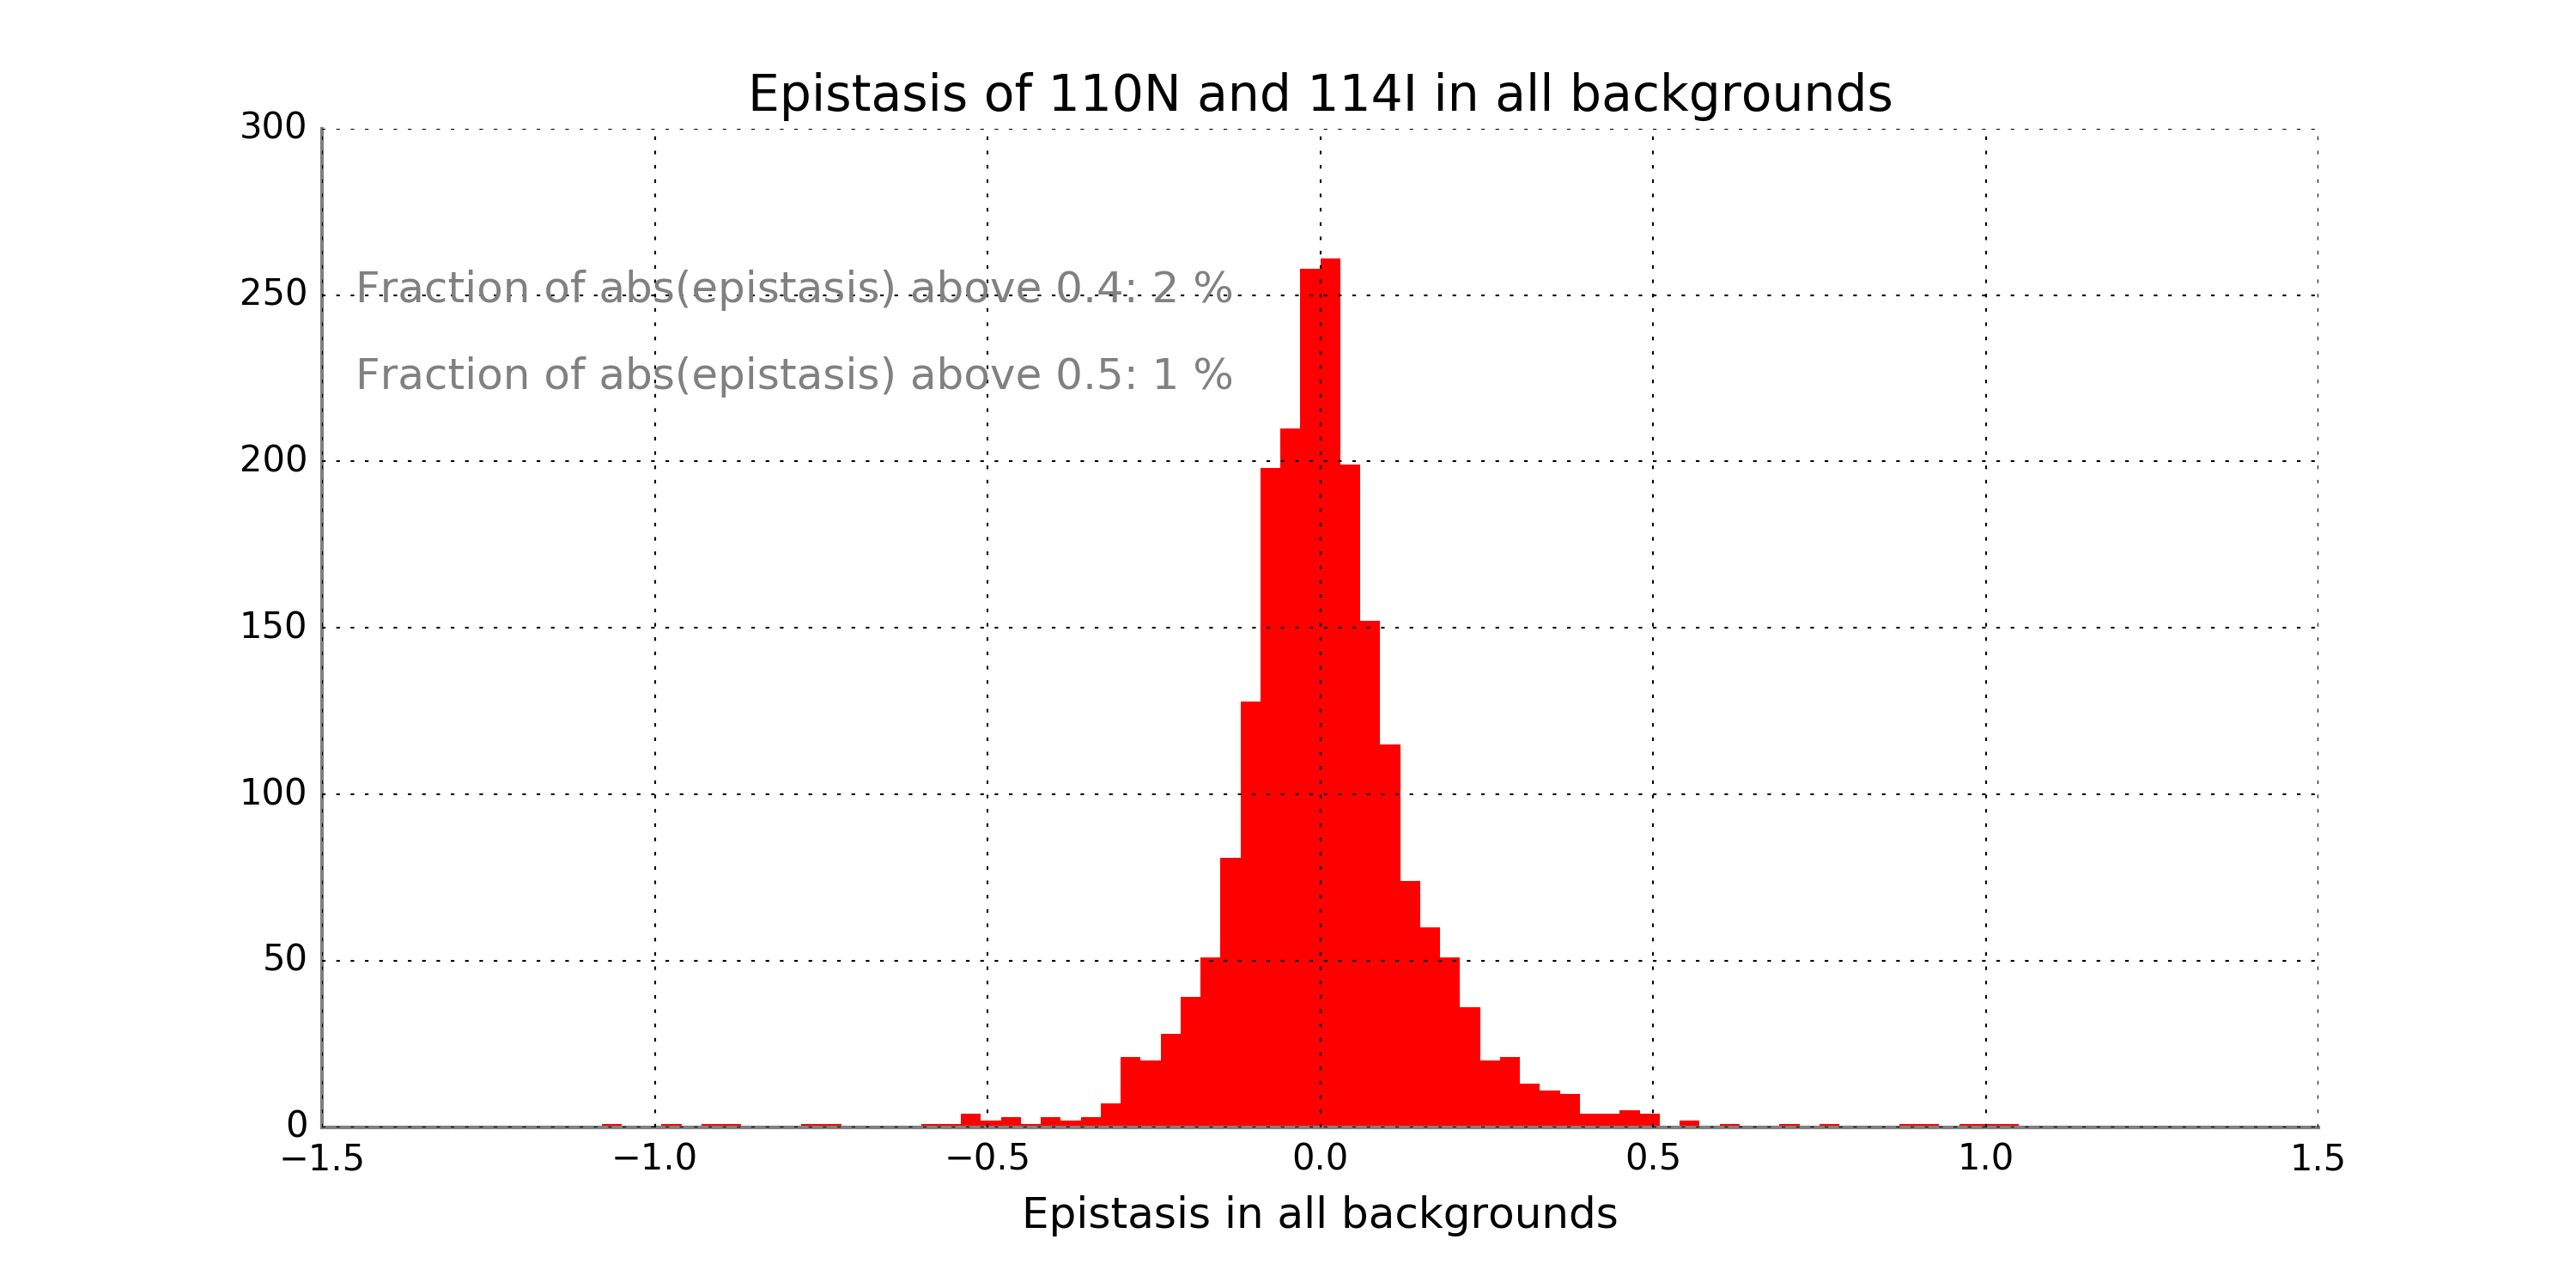 Epistasis of 110N and 114I in all backgrounds
300
250
200
150
100
50
0
Fraction of abs(epistasis) above 0.4: 2 %
Fraction of abs(epistasis) above 0.5: 1 %
−1.5 −1.0 −0.5 0.0 0.5 1.0 1.5
Epistasis in all backgrounds